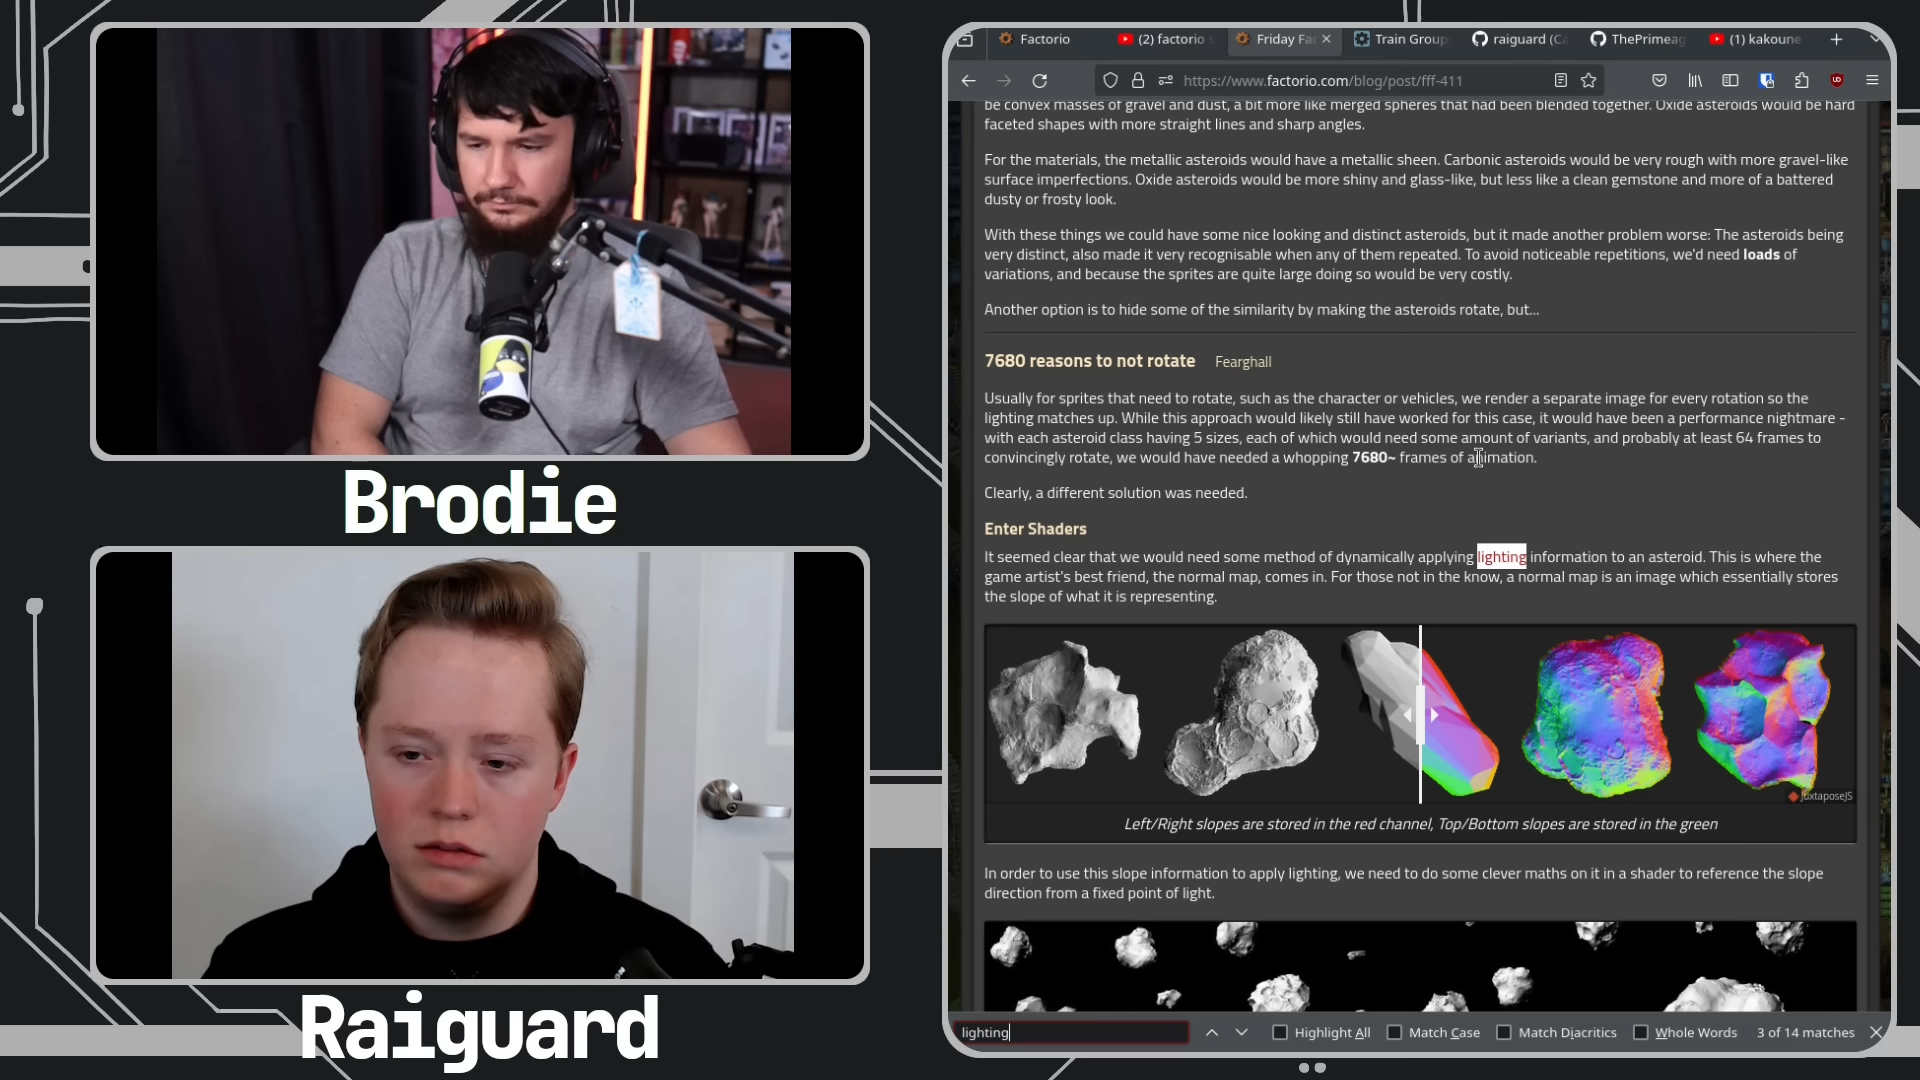 Brodie
Raiguard
Factorio
(2) factorio s
Friday Fac
Train Group
raiguard (Ca
ThePrimeag
(1) kakoune
https://www.factorio.com/blog/post/fff-411
be convex masses of gravel and dust, a bit more like merged spheres that had been blended together. Oxide asteroids would be hard
faceted shapes with more straight lines and sharp angles.
For the materials, the metallic asteroids would have a metallic sheen. Carbonic asteroids would be very rough with more gravel-like
surface imperfections. Oxide asteroids would be more shiny and glass-like, but less like a clean gemstone and more of a battered
dusty or frosty look.
With these things we could have some nice looking and distinct asteroids, but it made another problem worse: The asteroids being
very distinct, also made it very recognisable when any of them repeated. To avoid noticeable repetitions, we'd need loads of
variations, and because the sprites are quite large doing so would be very costly.
Another option is to hide some of the similarity by making the asteroids rotate, but...
7680 reasons to not rotate Fearghall
Usually for sprites that need to rotate, such as the character or vehicles, we render a separate image for every rotation so the
lighting matches up. While this approach would likely still have worked for this case, it would have been a performance nightmare -
with each asteroid class having 5 sizes, each of which would need some amount of variants, and probably at least 64 frames to
convincingly rotate, we would have needed a whopping 7680~ frames of animation.
Clearly, a different solution was needed.
Enter Shaders
It seemed clear that we would need some method of dynamically applying lighting information to an asteroid. This is where the
game artist's best friend, the normal map, comes in. For those not in the know, a normal map is an image which essentially stores
the slope of what it is representing.
JuxtaposeJS
Left/Right slopes are stored in the red channel, Top/Bottom slopes are stored in the green
In order to use this slope information to apply lighting, we need to do some clever maths on it in a shader to reference the slope
direction from a fixed point of light.
lighting
Highlight All
Match Case
Match Diacritics
Whole Words
3 of 14 matches